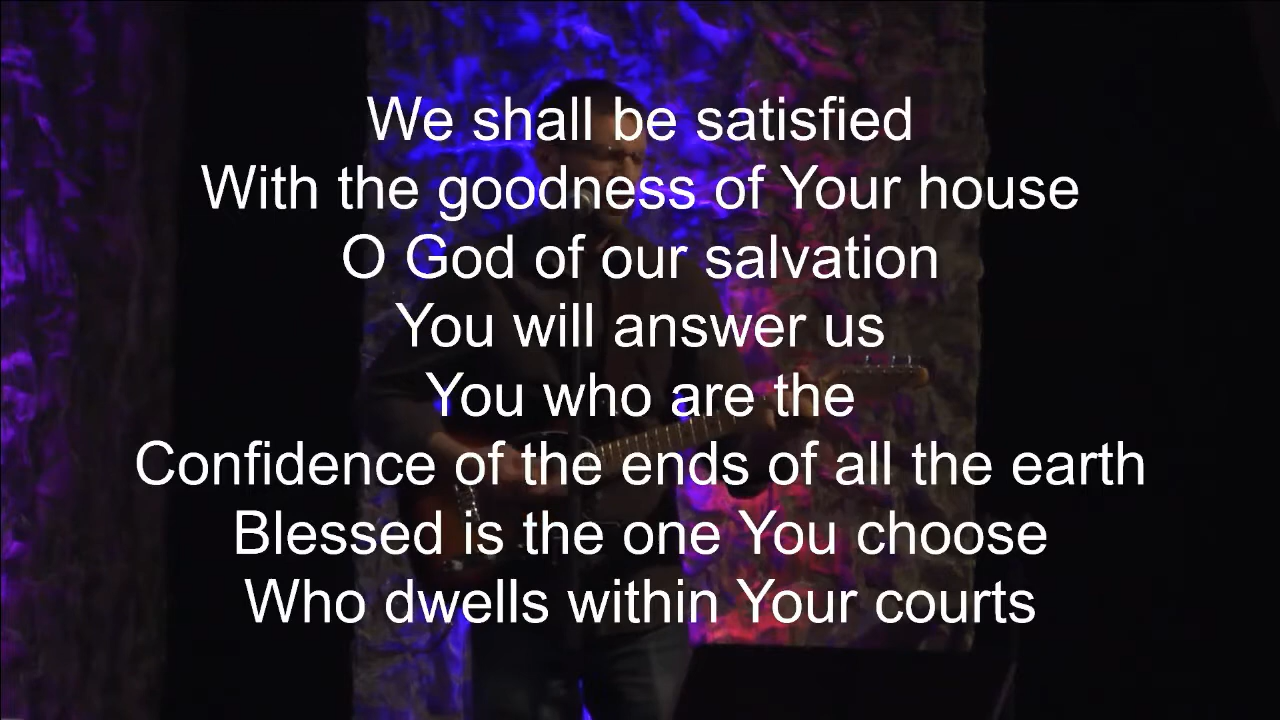 We shall be satisfied
With the goodness of Your house
O God of our salvation
You will answer us
You who are the
Confidence of the ends of all the earth
Blessed is the one You choose
Who dwells within Your courts